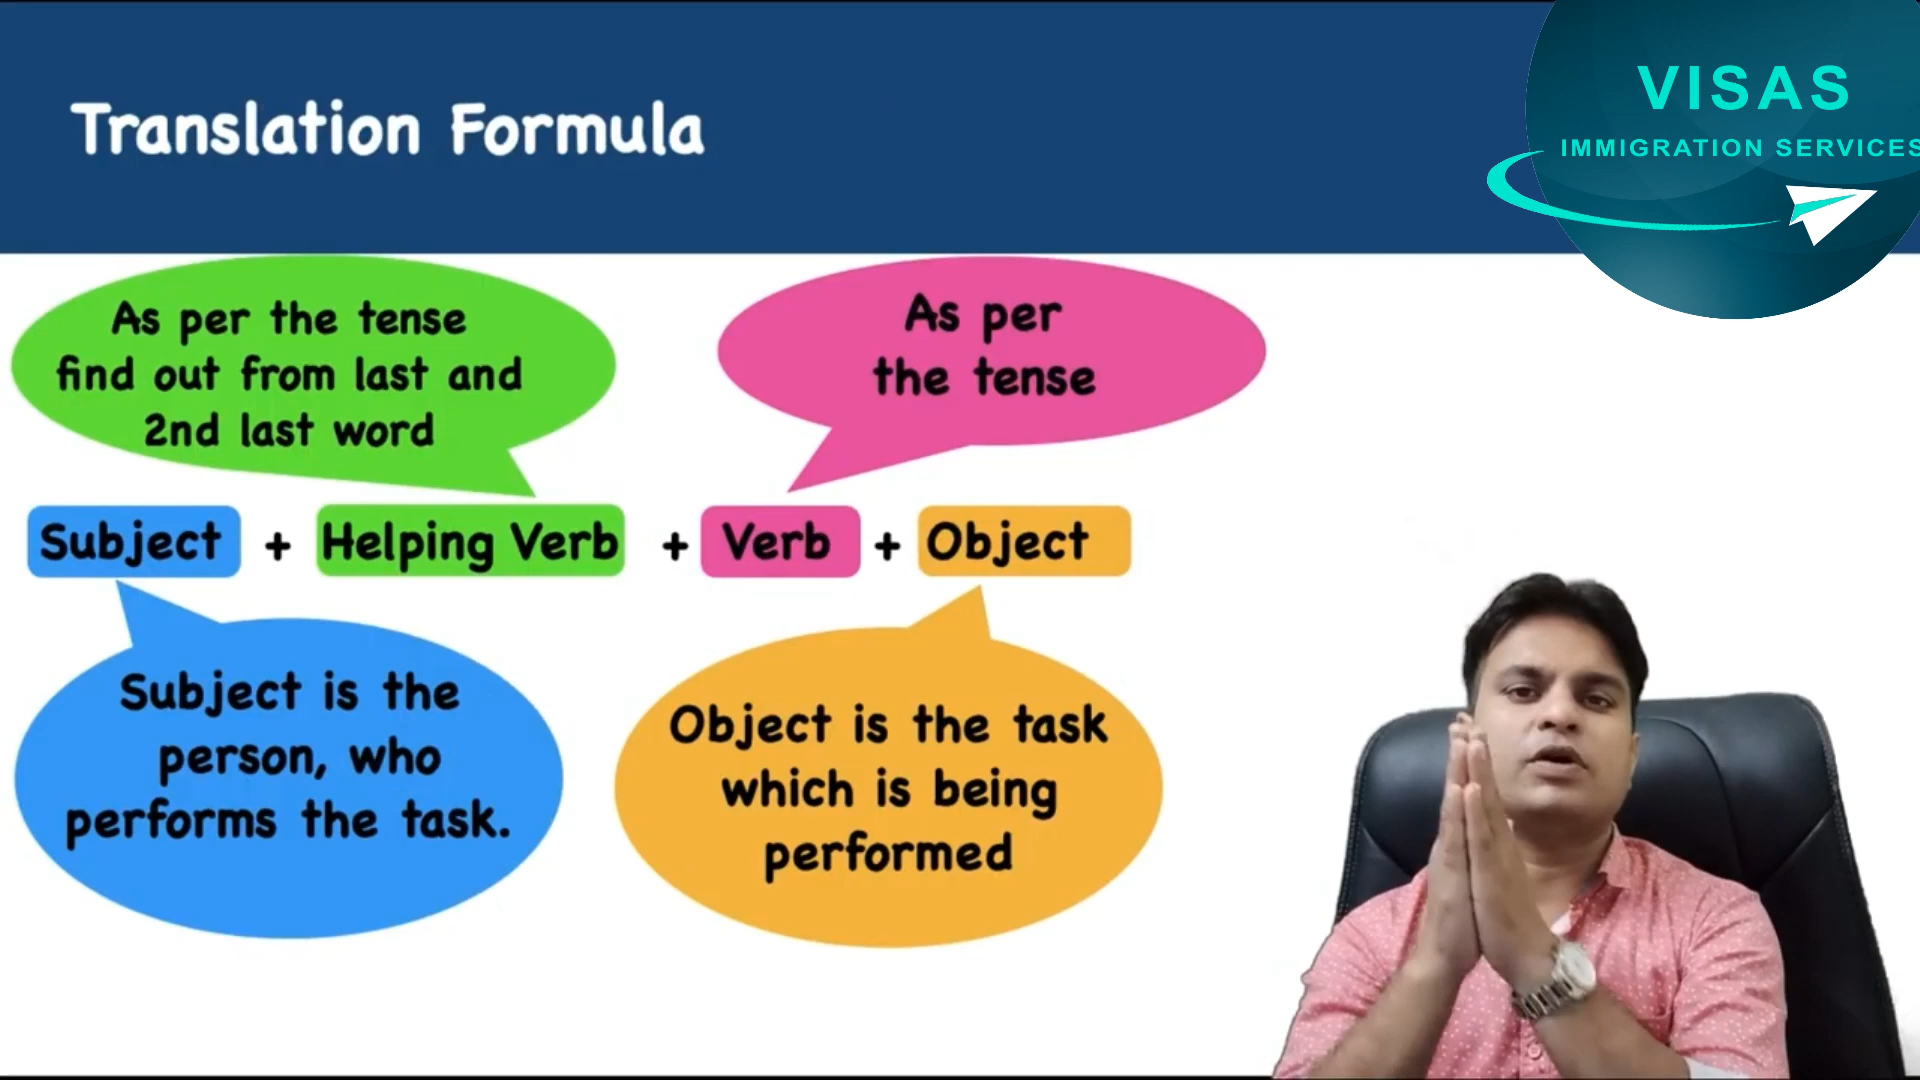 Translation Formula
VISAS
IMMIGRATION SERVICES
As per the tense
find out from last and
2nd last word
As per
the tense
Subject + Helping Verb + Verb + Object
Subject is the
person, who
performs the task.
Object is the task
which is being
performed